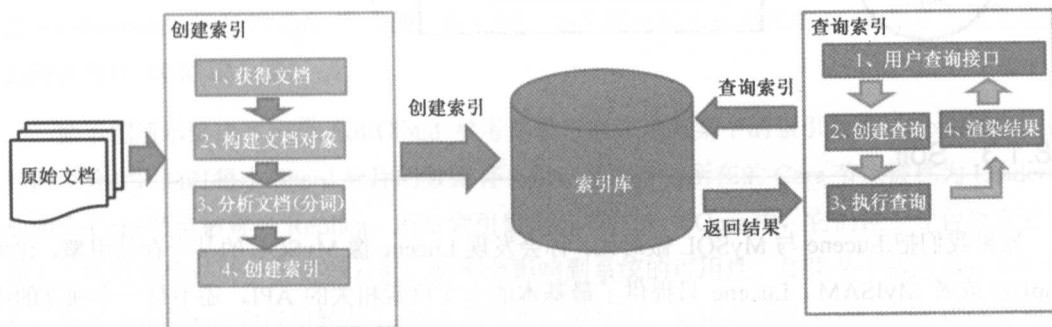 原始文档
创建索引
1、获得文档
2、构建文档对象
3、分析文档(分词)
4、创建索引
创建索引
索引库
查询索引
返回结果
查询索引
1、用户查询接口
2、创建查询
3、执行查询
4、渲染结果